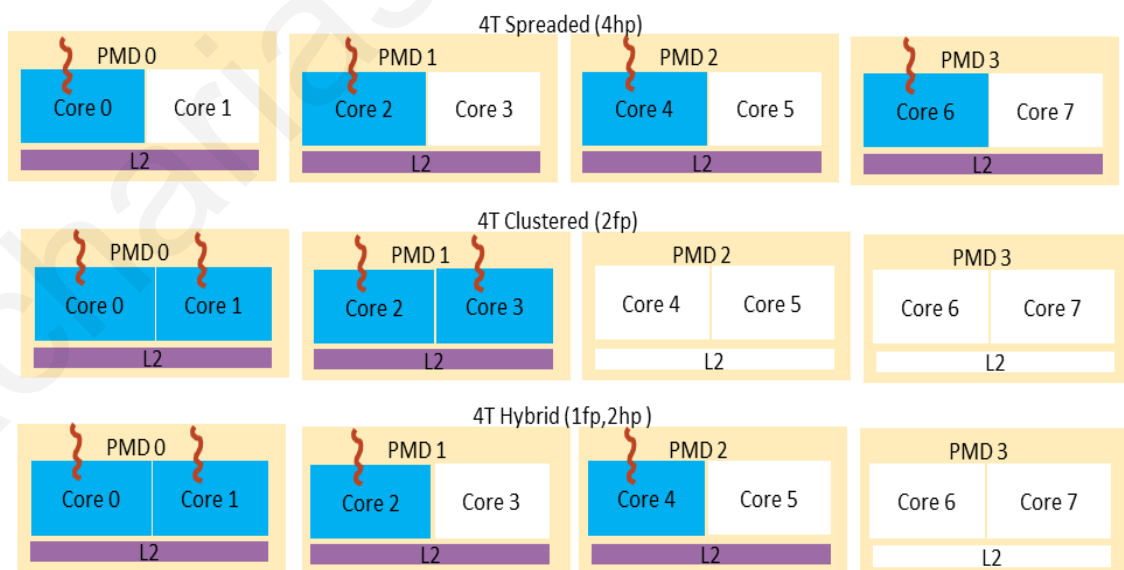 4T Spreaded (4hp)
PMD 0 PMD 1 PMD 2 PMD 3
Core 0 Core 1 Core 2 Core 3 Core 4 Core 5 Core 6 Core 7
L2 L2 L2 L2
4T Clustered (2fp)
PMD 0 PMD 1 PMD 2 PMD 3
Core 0 Core 1 Core 2 Core 3 Core 4 Core 5 Core 6 Core 7
L2 L2 L2 L2
4T Hybrid (1fp,2hp )
PMD 0 PMD 1 PMD 2 PMD 3
Core 0 Core 1 Core 2 Core 3 Core 4 Core 5 Core 6 Core 7
L2 L2 L2 L2